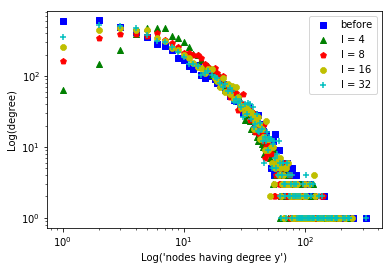 before
l = 4
l = 8
l = 16
l = 32
Log(degree)
10²
10¹
10⁰
10⁰
10¹
10²
Log('nodes having degree y')